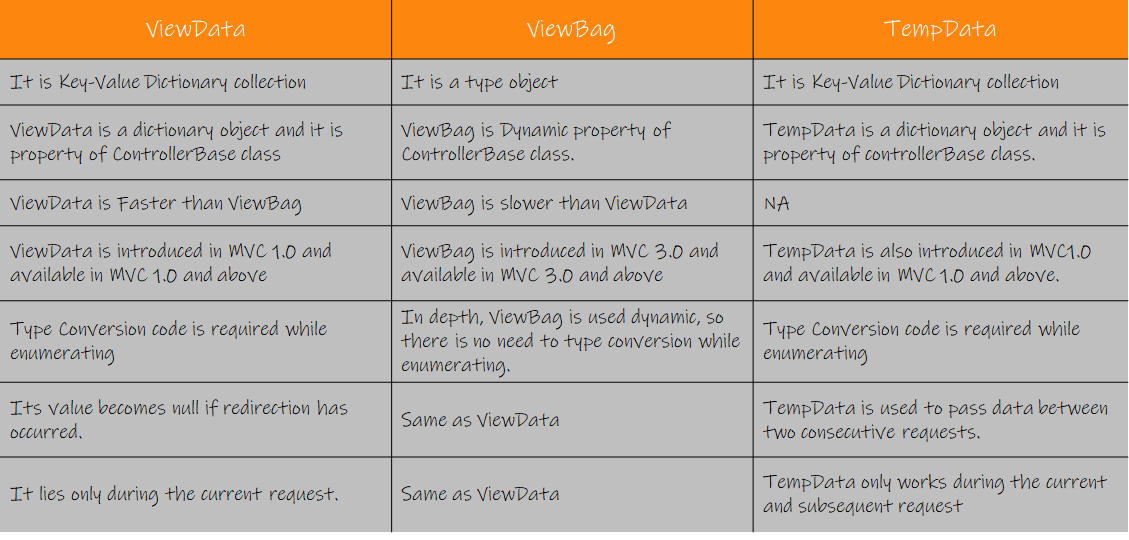 ViewData
ViewBag
TempData
It is Key-Value Dictionary collection
It is a type object
It is Key-Value Dictionary collection
ViewData is a dictionary object and it is
property of ControllerBase class
ViewBag is Dynamic property of
ControllerBase class.
TempData is a dictionary object and it is
property of controllerBase class.
ViewData is Faster than ViewBag
ViewBag is slower than ViewData
NA
ViewData is introduced in MVC 1.0 and
available in MVC 1.0 and above
ViewBag is introduced in MVC 3.0 and
available in MVC 3.0 and above
TempData is also introduced in MVC1.0
and available in MVC 1.0 and above.
Type Conversion code is required while
enumerating
In depth, ViewBag is used dynamic, so
there is no need to type conversion while
enumerating.
Type Conversion code is required while
enumerating
Its value becomes null if redirection has
occurred.
Same as ViewData
TempData is used to pass data between
two consecutive requests.
It lies only during the current request.
Same as ViewData
TempData only works during the current
and subsequent request